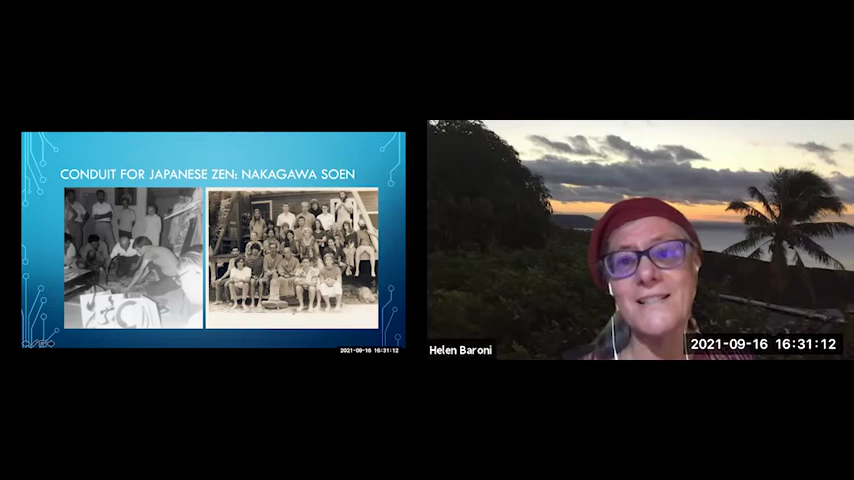 CONDUIT FOR JAPANESE ZEN: NAKAGAWA SOEN
2021-09-16 16:31:12
Helen Baroni
2021-09-16 16:31:12